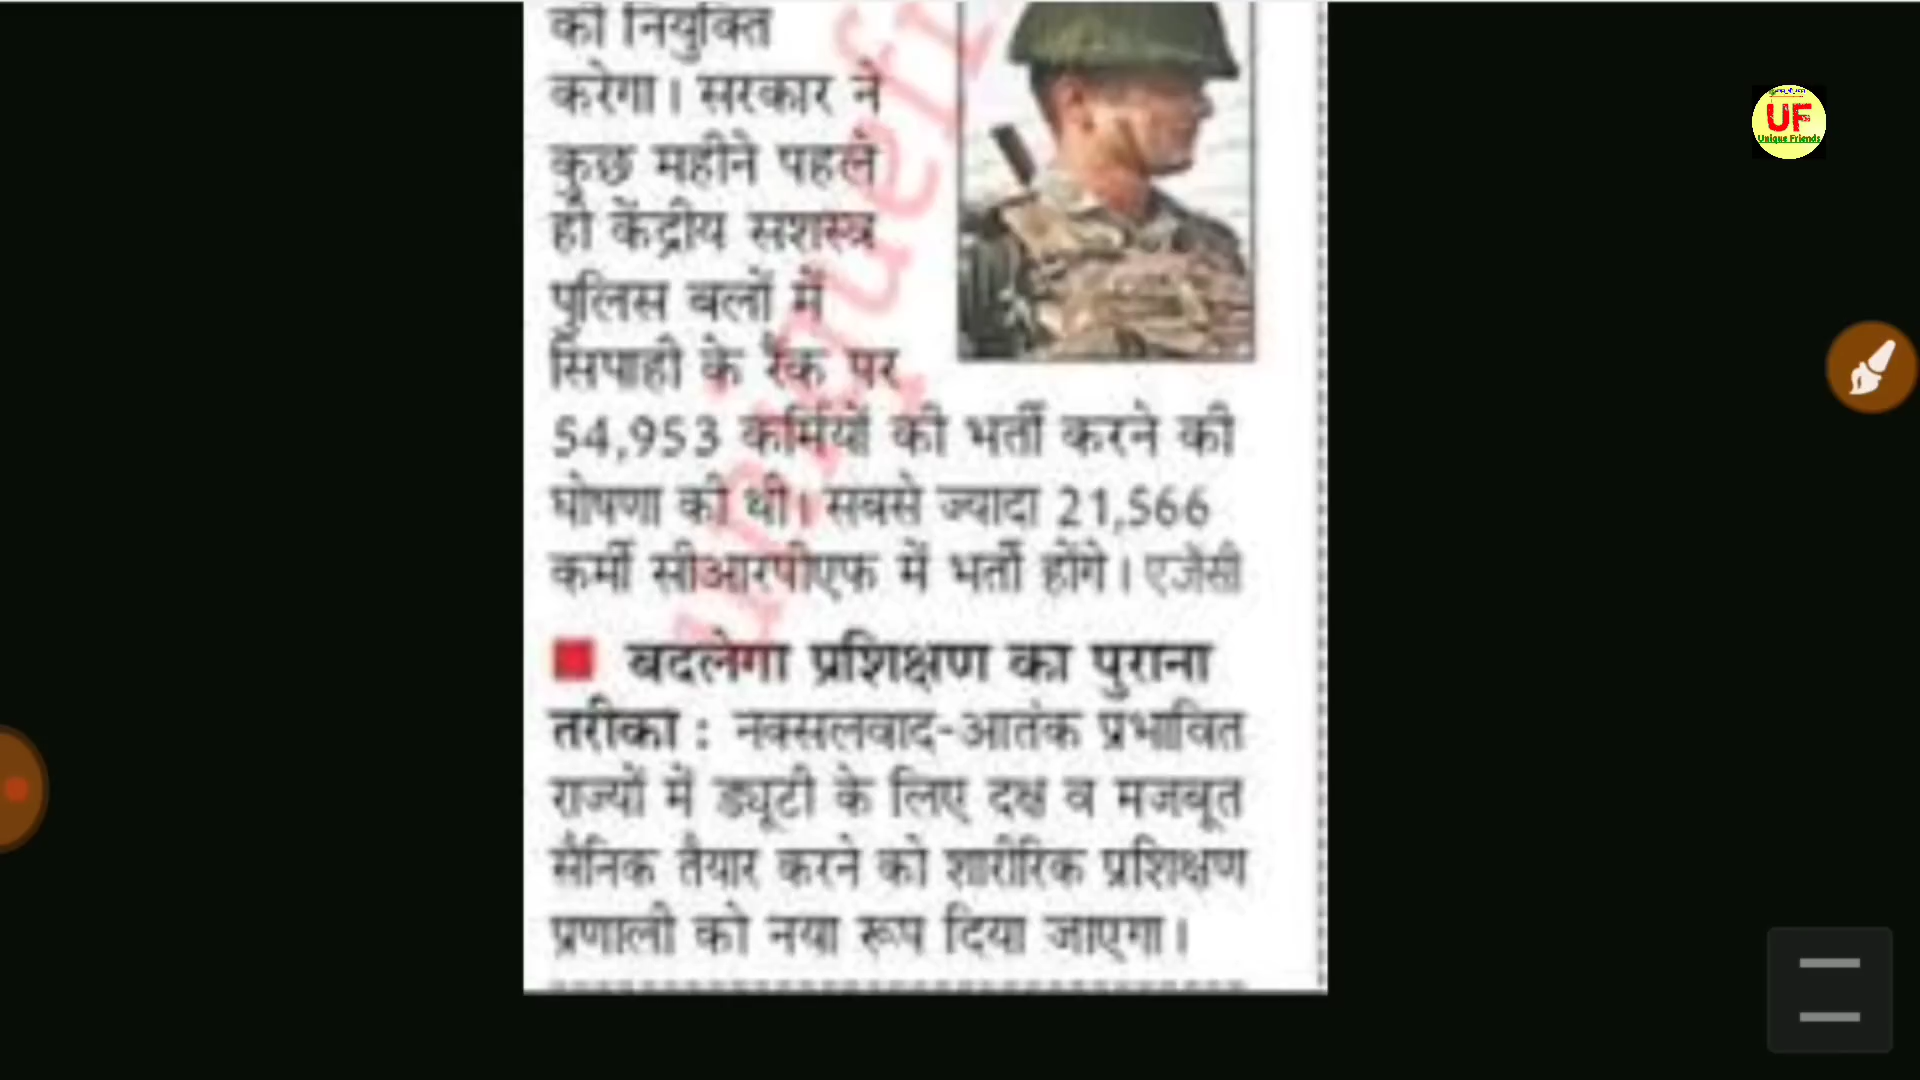 की नियुक्ति
करेगा। सरकार ने
कुछ महीने पहले
ही केंद्रीय सशस्त्र
पुलिस बलों में
सिपाही के रैंक पर
54,953 कर्मियों की भर्ती करने की
घोषणा की थी। सबसे ज्यादा 21,566
कर्मी सीआरपीएफ में भर्ती होंगे। एजेंसी
■ बदलेगा प्रशिक्षण का पुराना
तरीका : नक्सलवाद-आतंक प्रभावित
राज्यों में ड्यूटी के लिए दक्ष व मजबूत
सैनिक तैयार करने को शारीरिक प्रशिक्षण
प्रणाली को नया रूप दिया जाएगा।
UF
Unique Friends